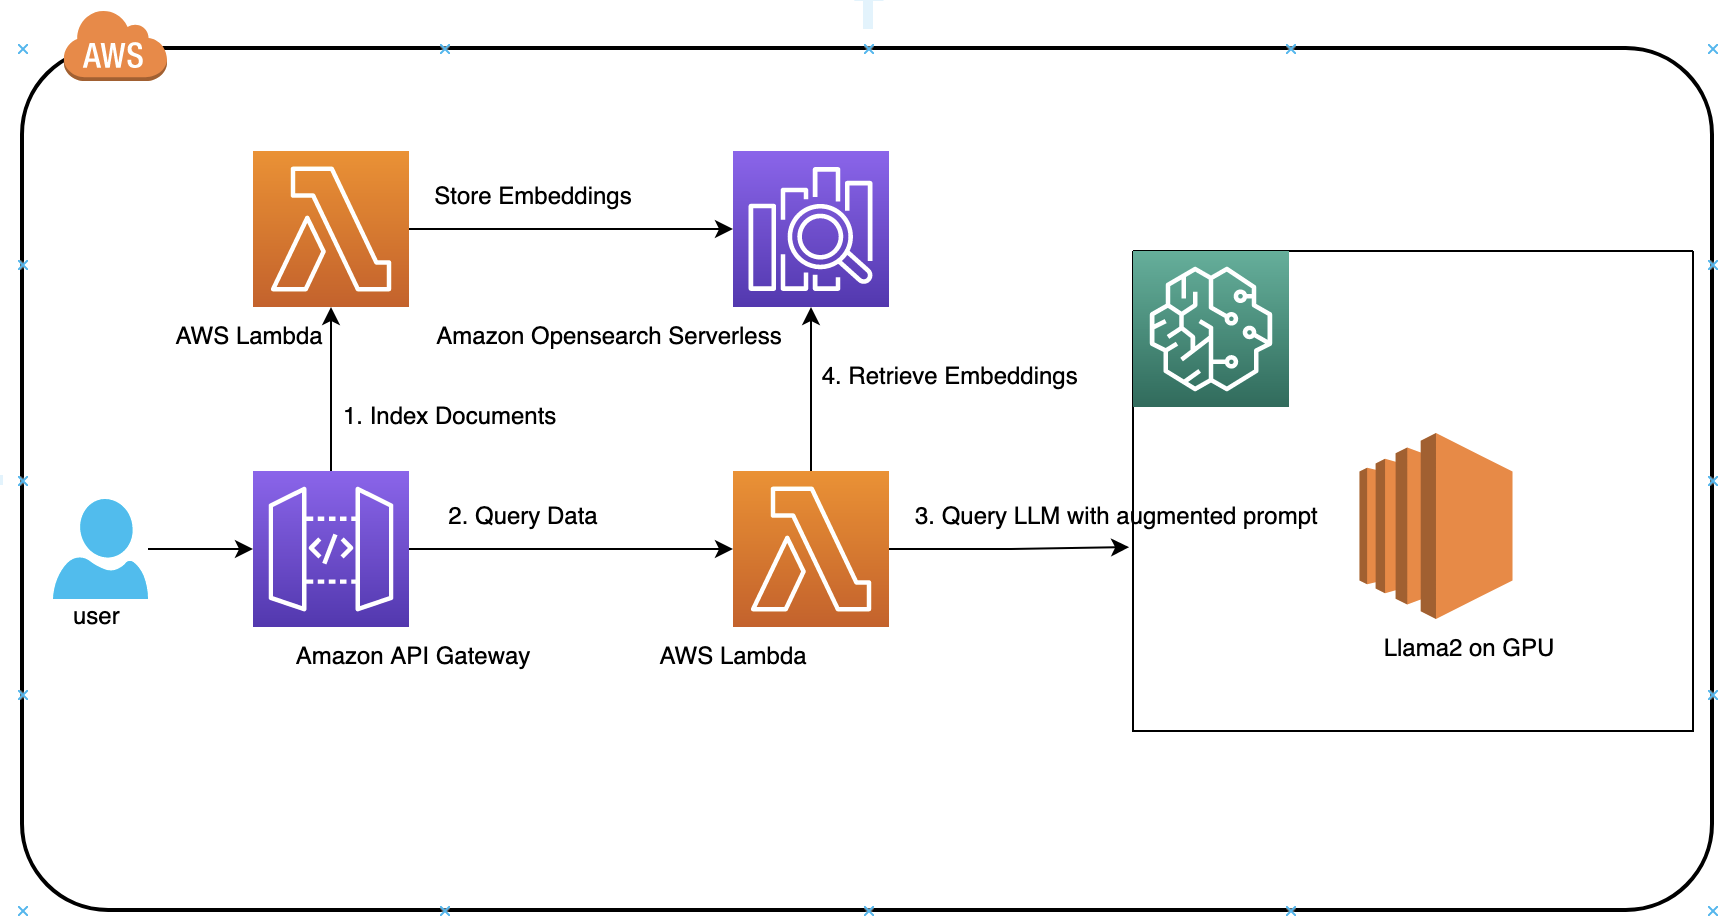 AWS
Store Embeddings
AWS Lambda
Amazon Opensearch Serverless
4. Retrieve Embeddings
1. Index Documents
</>
2. Query Data
3. Query LLM with augmented prompt
user
Amazon API Gateway
AWS Lambda
Llama2 on GPU